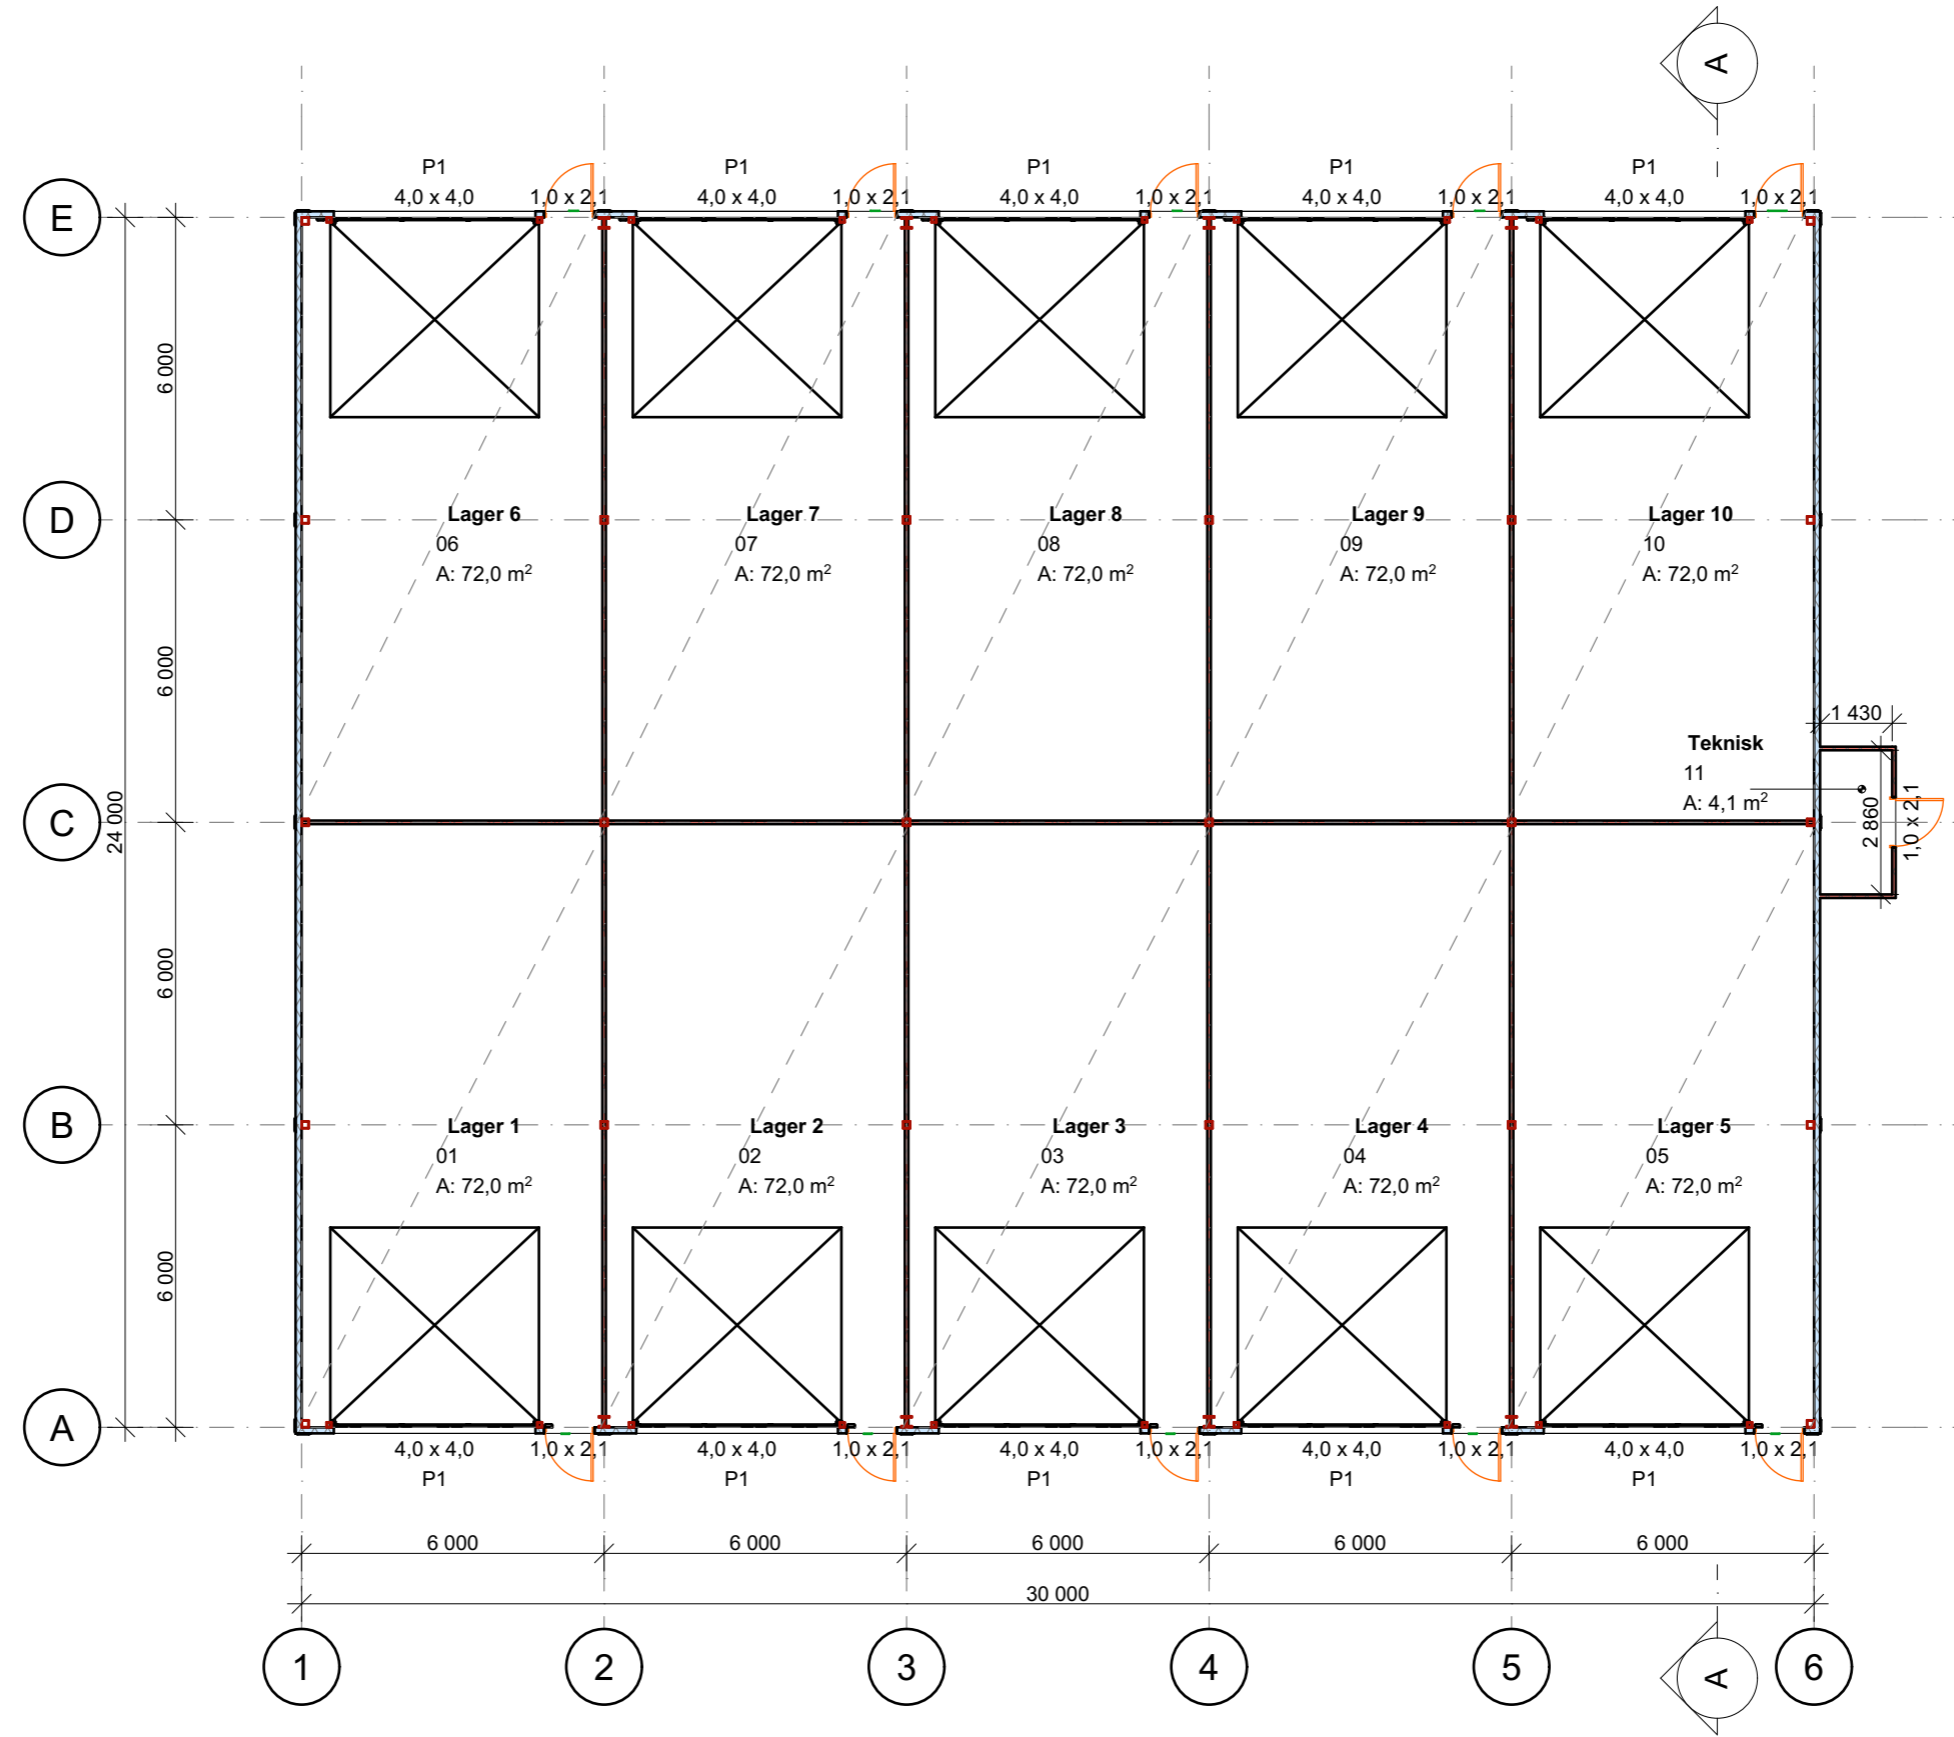 A
P1 P1 P1 P1 P1
4,0 x 4,0 1,0 x 2,1 4,0 x 4,0 1,0 x 2,1 4,0 x 4,0 1,0 x 2,1 4,0 x 4,0 1,0 x 2,1 4,0 x 4,0 1,0 x 2,1
E
6 000
D
Lager 6 Lager 7 Lager 8 Lager 9 Lager 10
06 07 08 09 10
A: 72,0 m² A: 72,0 m² A: 72,0 m² A: 72,0 m² A: 72,0 m²
6 000
1 430
Teknisk
11
A: 4,1 m²
2 860
1,0 x 2,1
C
24 000
6 000
B
Lager 1 Lager 2 Lager 3 Lager 4 Lager 5
01 02 03 04 05
A: 72,0 m² A: 72,0 m² A: 72,0 m² A: 72,0 m² A: 72,0 m²
6 000
A
4,0 x 4,0 1,0 x 2,1 4,0 x 4,0 1,0 x 2,1 4,0 x 4,0 1,0 x 2,1 4,0 x 4,0 1,0 x 2,1 4,0 x 4,0 1,0 x 2,1
P1 P1 P1 P1 P1
6 000 6 000 6 000 6 000 6 000
30 000
1 2 3 4 5 6
A